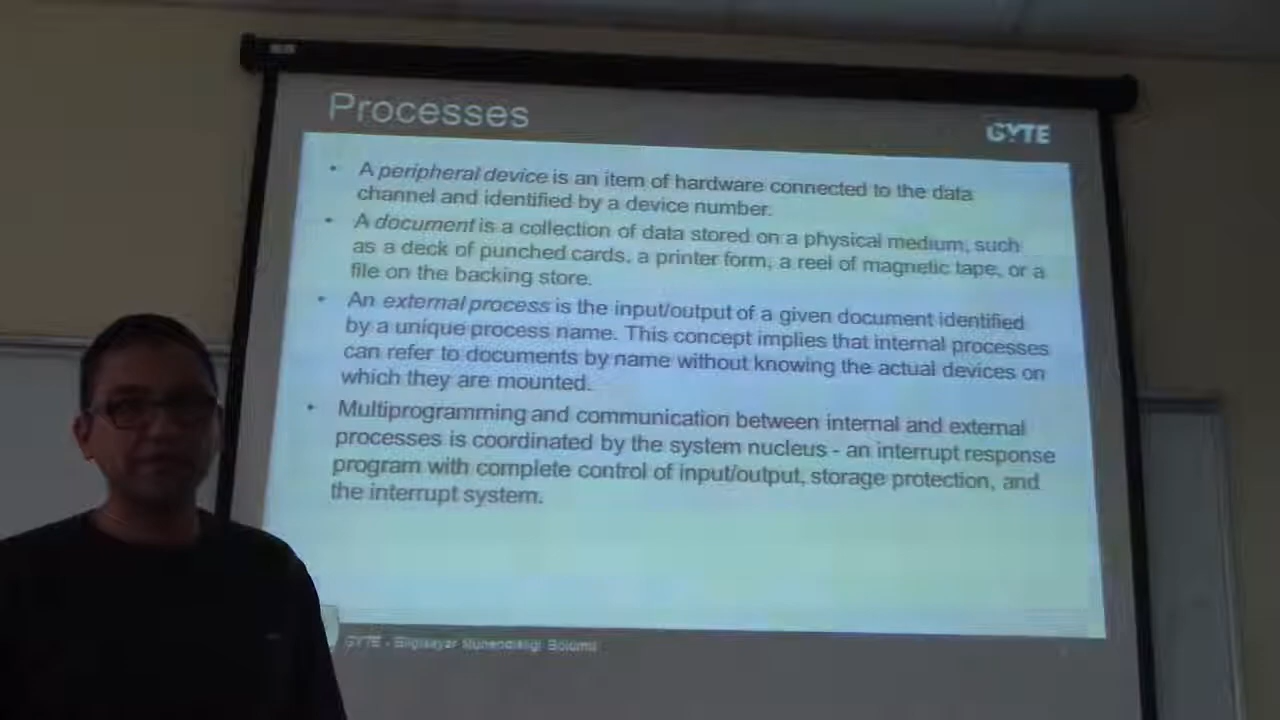 Processes
GYTE
• A peripheral device is an item of hardware connected to the data
channel and identified by a device number.
• A document is a collection of data stored on a physical medium, such
as a deck of punched cards, a printer form, a reel of magnetic tape, or a
file on the backing store.
• An external process is the input/output of a given document identified
by a unique process name. This concept implies that internal processes
can refer to documents by name without knowing the actual devices on
which they are mounted.
• Multiprogramming and communication between internal and external
processes is coordinated by the system nucleus - an interrupt response
program with complete control of input/output, storage protection, and
the interrupt system.
GYTE - Bilgisayar Mühendisliği Bölümü